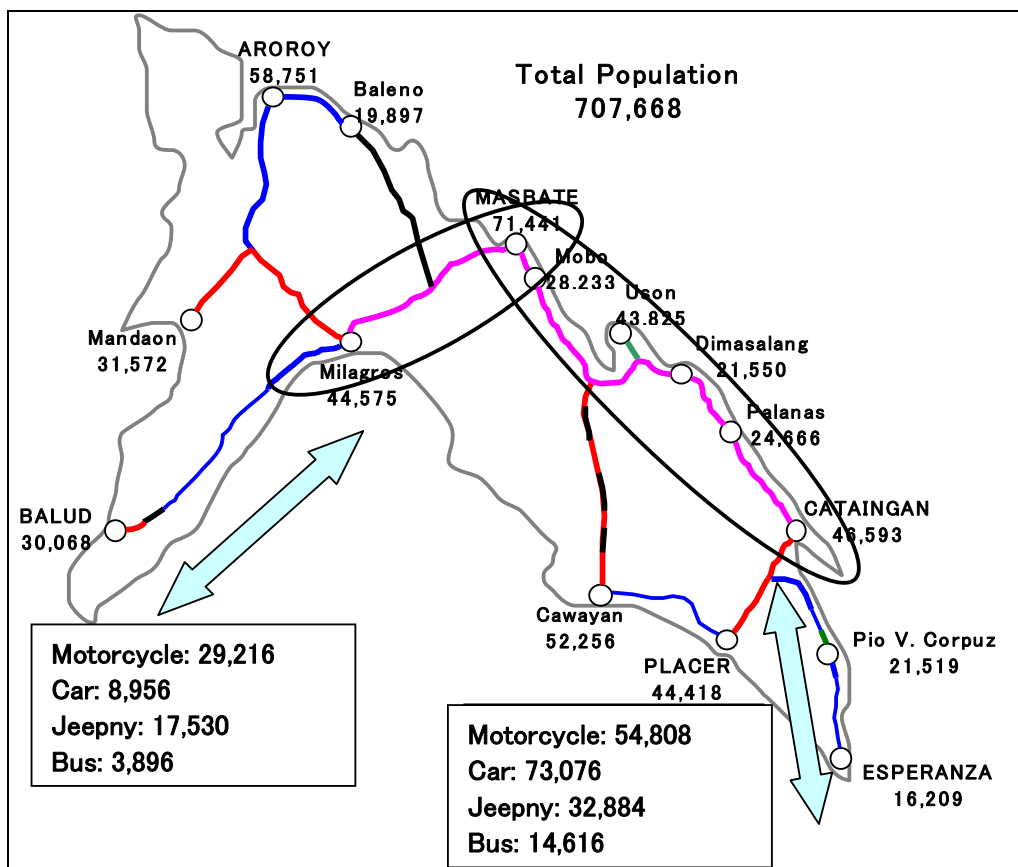 AROROY
58,751
Baleno
19,897
Total Population
707,668
MASBATE
71,441
Mobo
28.233
Uson
43.825
Dimasalang
21,550
Palanas
24,666
Mandaon
31,572
Milagros
44,575
BALUD
30,068
CATAINGAN
46,593
Cawayan
52,256
PLACER
44,418
Pio V. Corpuz
21,519
ESPERANZA
16,209
Motorcycle: 29,216
Car: 8,956
Jeepny: 17,530
Bus: 3,896
Motorcycle: 54,808
Car: 73,076
Jeepny: 32,884
Bus: 14,616